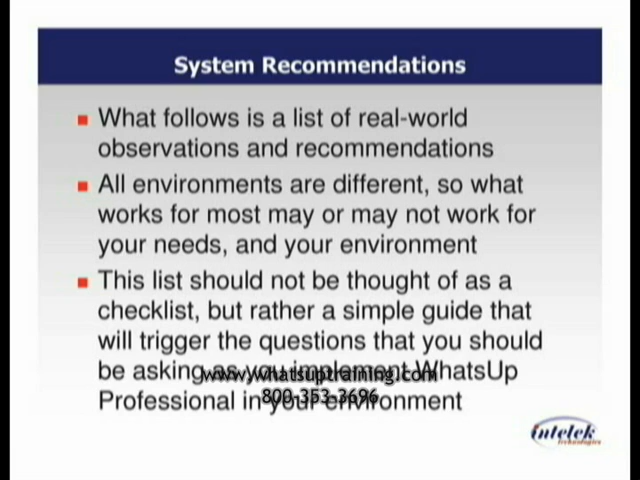 System Recommendations
What follows is a list of real-world
observations and recommendations
All environments are different, so what
works for most may or may not work for
your needs, and your environment
This list should not be thought of as a
checklist, but rather a simple guide that
will trigger the questions that you should
be asking as you implement WhatsUp
www.whatsuptraining.com
800-353-3696
Professional in your environment
intelek
technologies